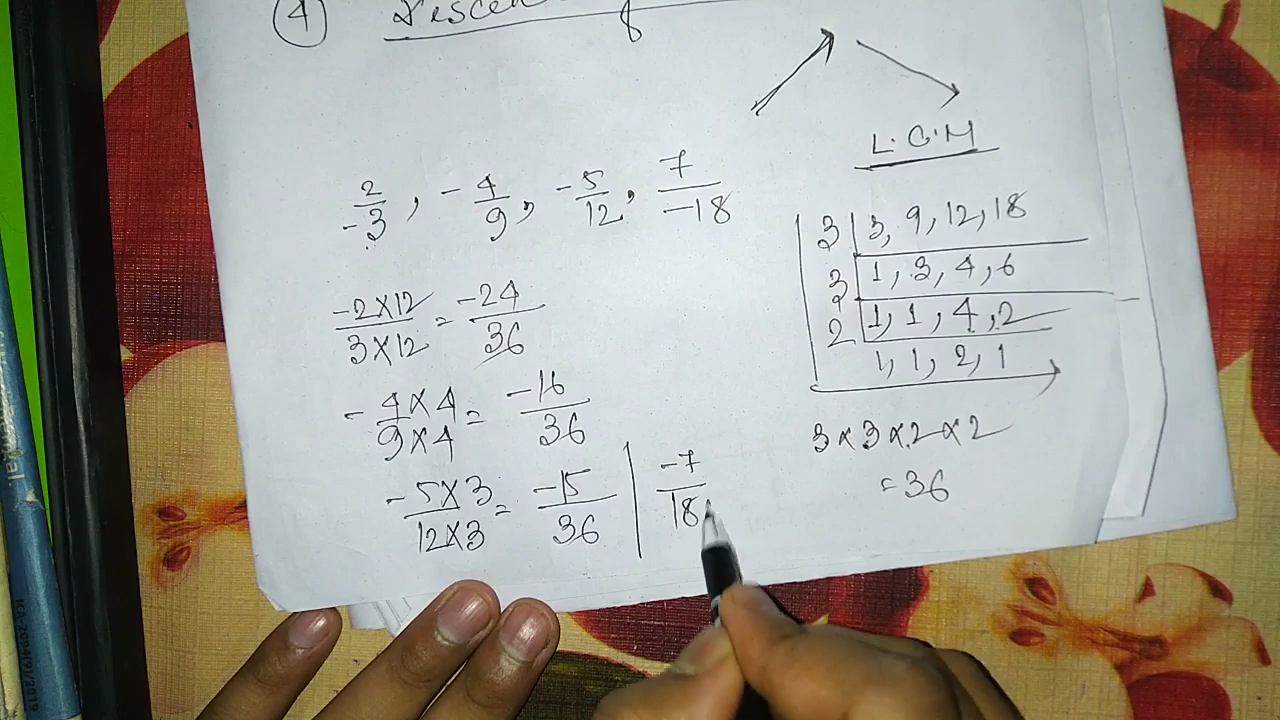 4
2/-3, -4/9, -5/12, 7/-18
-2×12/3×12 = -24/36
-4×4/9×4 = -16/36
-5×3/12×3 = -15/36 | -7/18
L.C.M
3 | 3, 9, 12, 18
3 | 1, 3, 4, 6
2 | 1, 1, 4, 2
1, 1, 2, 1
3×3×2×2
=36